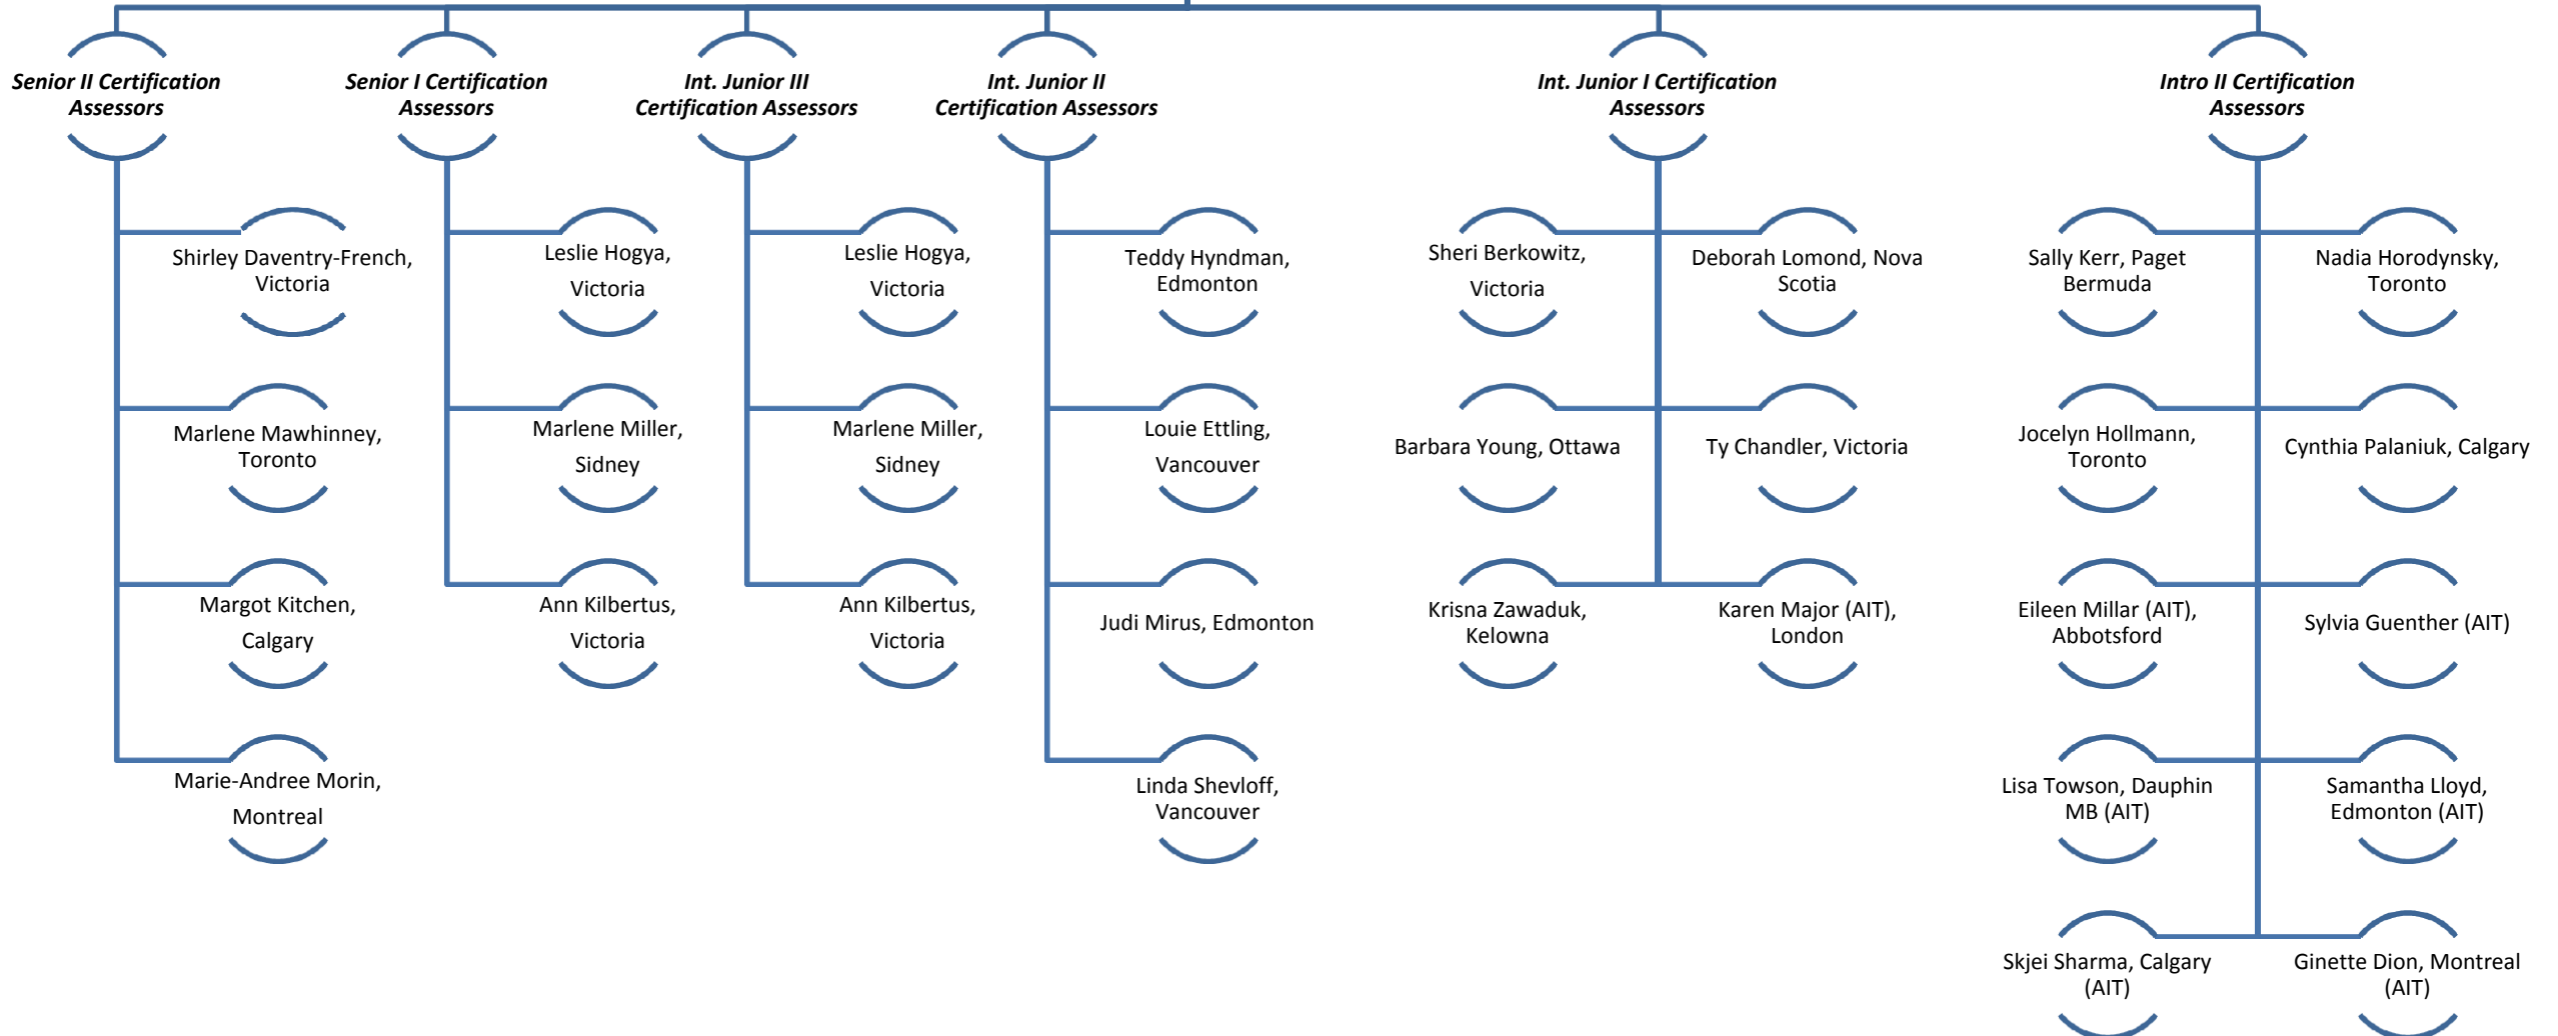 Senior II Certification
Assessors
Shirley Daventry-French,
Victoria
Marlene Mawhinney,
Toronto
Margot Kitchen,
Calgary
Marie-Andree Morin,
Montreal
Senior I Certification
Assessors
Leslie Hogya,
Victoria
Marlene Miller,
Sidney
Ann Kilbertus,
Victoria
Int. Junior III
Certification Assessors
Leslie Hogya,
Victoria
Marlene Miller,
Sidney
Ann Kilbertus,
Victoria
Int. Junior II
Certification Assessors
Teddy Hyndman,
Edmonton
Louie Ettling,
Vancouver
Judi Mirus, Edmonton
Linda Shevloff,
Vancouver
Int. Junior I Certification
Assessors
Sheri Berkowitz,
Victoria
Deborah Lomond, Nova
Scotia
Barbara Young, Ottawa
Ty Chandler, Victoria
Krisna Zawaduk,
Kelowna
Karen Major (AIT),
London
Intro II Certification
Assessors
Sally Kerr, Paget
Bermuda
Nadia Horodynsky,
Toronto
Jocelyn Hollmann,
Toronto
Cynthia Palaniuk, Calgary
Eileen Millar (AIT),
Abbotsford
Sylvia Guenther (AIT)
Lisa Towson, Dauphin
MB (AIT)
Samantha Lloyd,
Edmonton (AIT)
Skjei Sharma, Calgary
(AIT)
Ginette Dion, Montreal
(AIT)